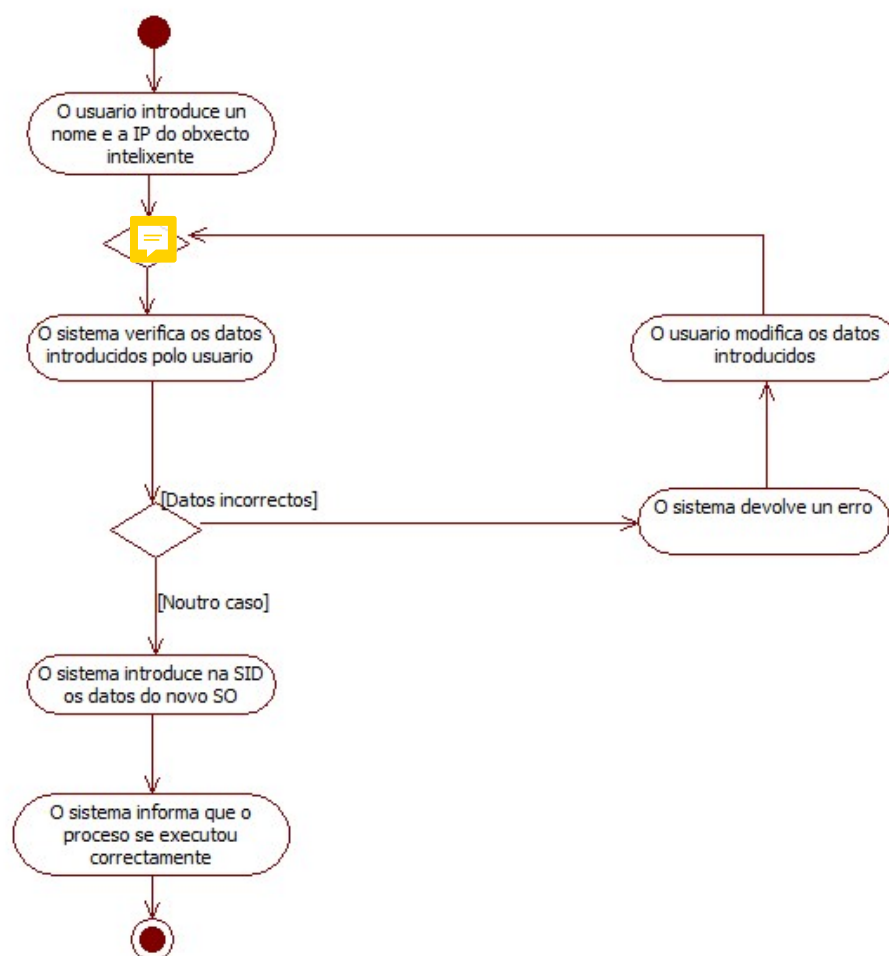 O usuario introduce un
nome e a IP do obxecto
intelixente
O sistema verifica os datos
introducidos polo usuario
O usuario modifica os datos
introducidos
[Datos incorrectos]
O sistema devolve un erro
[Noutro caso]
O sistema introduce na SID
os datos do novo SO
O sistema informa que o
proceso se executou
correctamente